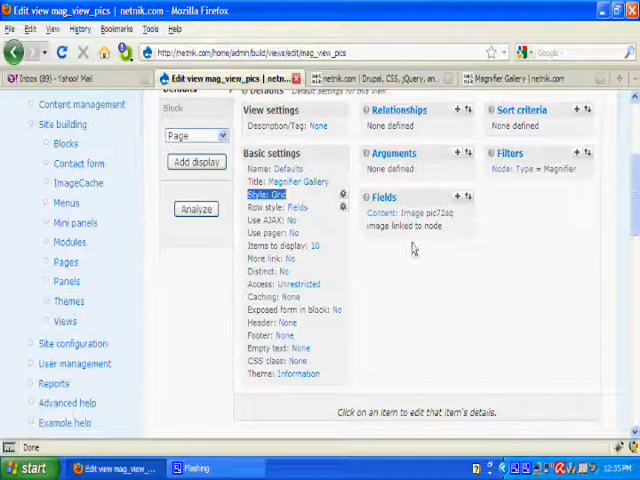 Edit view mag_view_pics | netnik.com - Mozilla Firefox
File Edit View History Bookmarks Tools Help
http://netnik.com/home/admin/build/views/edit/mag_view_pics
Google
Inbox (89) - Yahoo! Mail
Edit view mag_view_pics | netn...
netnik.com | Drupal, CSS, jQuery, an...
Magnifier Gallery | netnik.com
Content management
Site building
Blocks
Contact form
ImageCache
Menus
Mini panels
Modules
Pages
Panels
Themes
Views
Site configuration
User management
Reports
Advanced help
Example help
Defaults
Block
Page
Add display
Analyze
Defaults Default settings for this view.
View settings
Description/Tag: None
Basic settings
Name: Defaults
Title: Magnifier Gallery
Style: Grid
Row style: Fields
Use AJAX: No
Use pager: No
Items to display: 10
More link: No
Distinct: No
Access: Unrestricted
Caching: None
Exposed form in block: No
Header: None
Footer: None
Empty text: None
CSS class: None
Theme: Information
Relationships
None defined
Arguments
None defined
Fields
Content: Image pic72sq
image linked to node
Sort criteria
None defined
Filters
Node: Type = Magnifier
Click on an item to edit that item's details.
Done
start
Edit view mag_view_p...
Flashing
12:35 PM